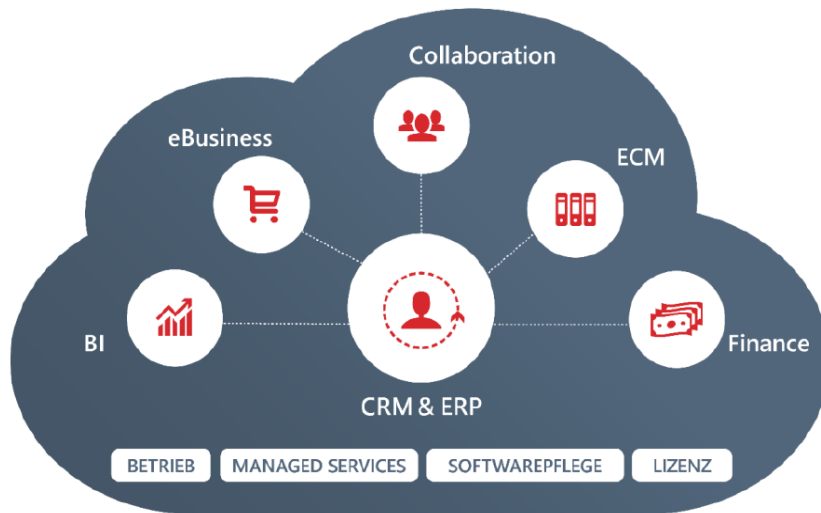 Collaboration
eBusiness
ECM
BI
Finance
CRM & ERP
BETRIEB
MANAGED SERVICES
SOFTWAREPFLEGE
LIZENZ